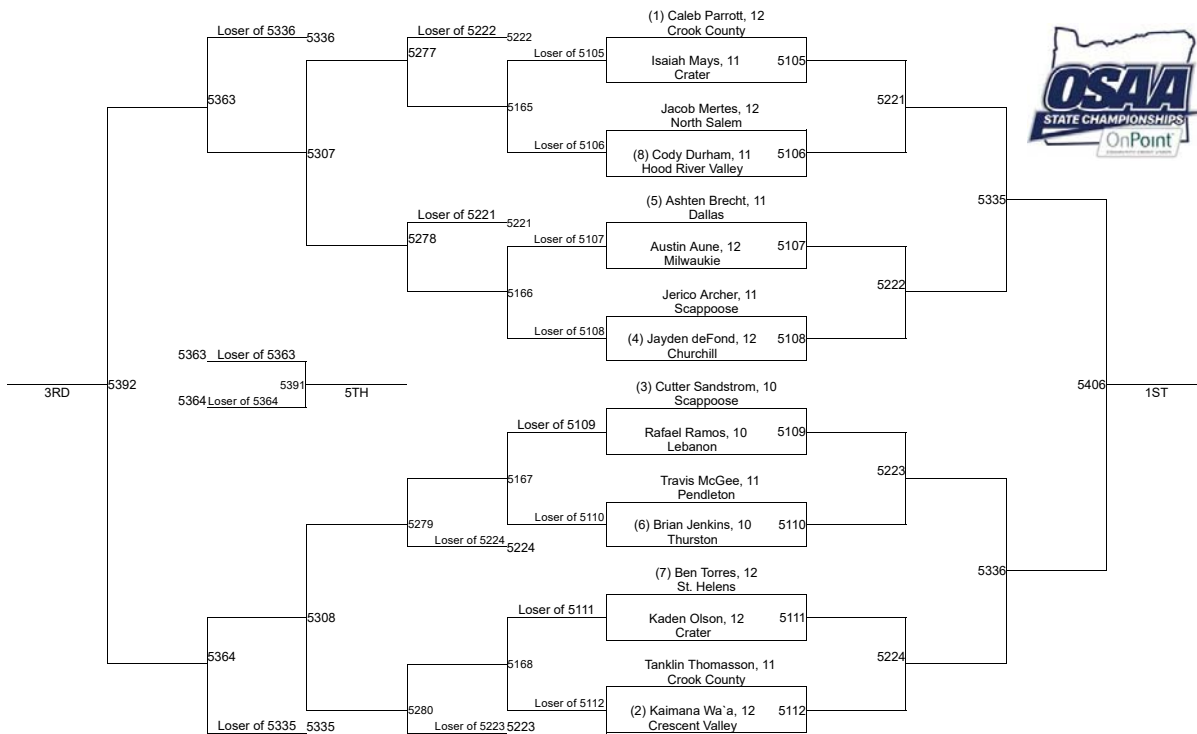 (1) Caleb Parrott, 12
Crook County
Loser of 5336 5336
Loser of 5222 5222
5277
Loser of 5105
Isaiah Mays, 11 5105
Crater
5363
5165
Jacob Mertes, 12
North Salem
5221
OSAA
STATE CHAMPIONSHIPS
OnPoint
5307
Loser of 5106
(8) Cody Durham, 11 5106
Hood River Valley
(5) Ashten Brecht, 11
Dallas
5335
Loser of 5221 5221
5278
Loser of 5107
Austin Aune, 12 5107
Milwaukie
5166
Jerico Archer, 11
Scappoose
5222
Loser of 5108
(4) Jayden deFond, 12 5108
Churchill
5363 Loser of 5363
3RD 5392
5391 5TH
5364 Loser of 5364
(3) Cutter Sandstrom, 10
Scappoose
5406 1ST
Loser of 5109
Rafael Ramos, 10 5109
Lebanon
5167
Travis McGee, 11
Pendleton
5223
5279
Loser of 5110
(6) Brian Jenkins, 10 5110
Thurston
Loser of 5224 5224
(7) Ben Torres, 12
St. Helens
5336
5308
Loser of 5111
Kaden Olson, 12 5111
Crater
5364
5168
Tanklin Thomasson, 11
Crook County
5224
5280
Loser of 5112
(2) Kaimana Wa`a, 12 5112
Crescent Valley
Loser of 5335 5335
Loser of 5223 5223